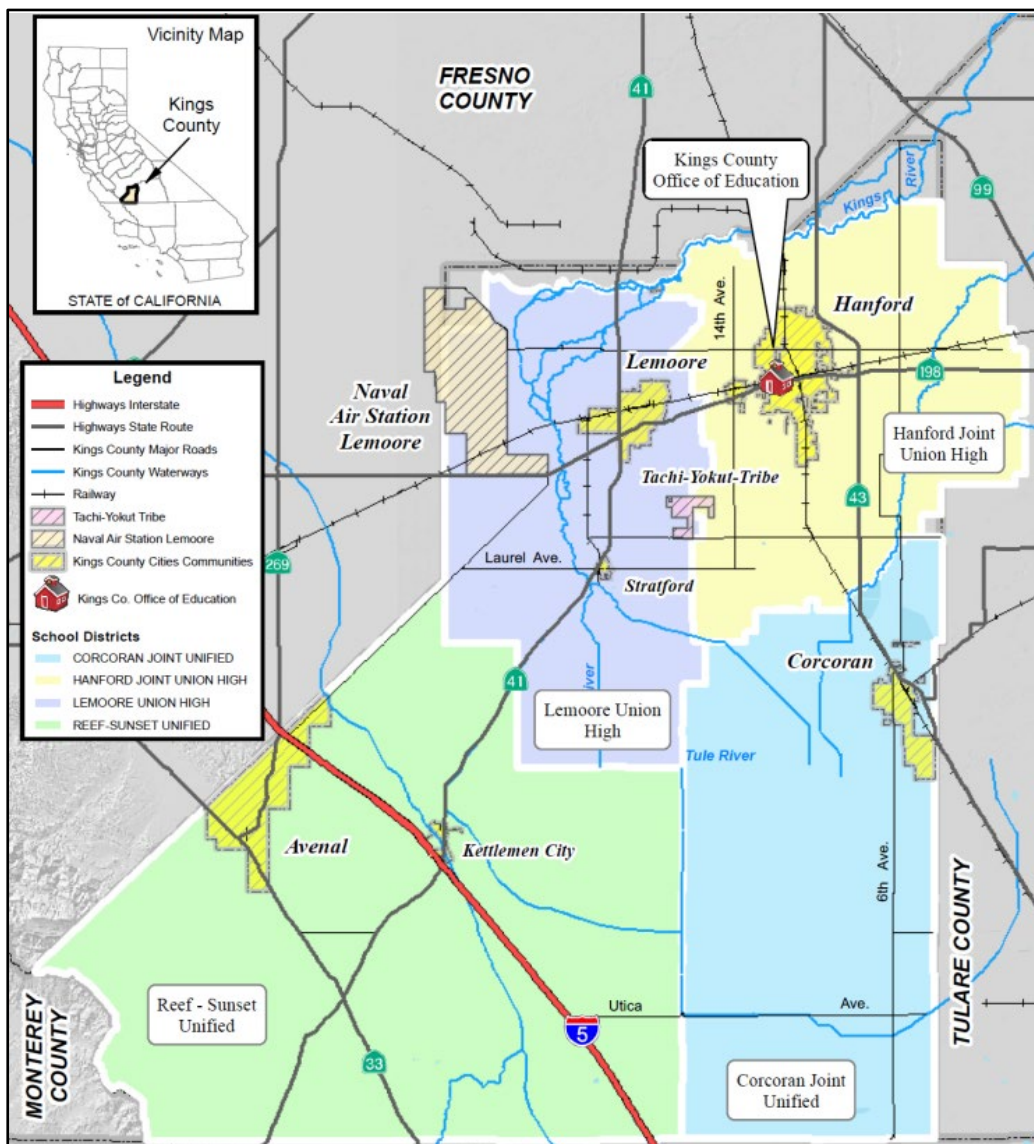 Vicinity Map
Kings
County
STATE of CALIFORNIA
FRESNO
COUNTY
41
Kings County
Office of Education
Kings
River
99
14th Ave.
Hanford
Lemoore
198
Naval
Air Station
Lemoore
Hanford Joint
Union High
Tachi-Yokut-Tribe
43
Laurel Ave.
Stratford
269
Legend
Highways Interstate
Highways State Route
Kings County Major Roads
Kings County Waterways
Railway
Tachi-Yokut Tribe
Naval Air Station Lemoore
Kings County Cities Communities
Kings Co. Office of Education
School Districts
CORCORAN JOINT UNIFIED
HANFORD JOINT UNION HIGH
LEMOORE UNION HIGH
REEF-SUNSET UNIFIED
Corcoran
41
Lemoore Union
High
Tule River
Avenal
Kettlemen City
6th Ave.
TULARE COUNTY
MONTEREY
COUNTY
Reef - Sunset
Unified
Utica
Ave.
5
33
Corcoran Joint
Unified